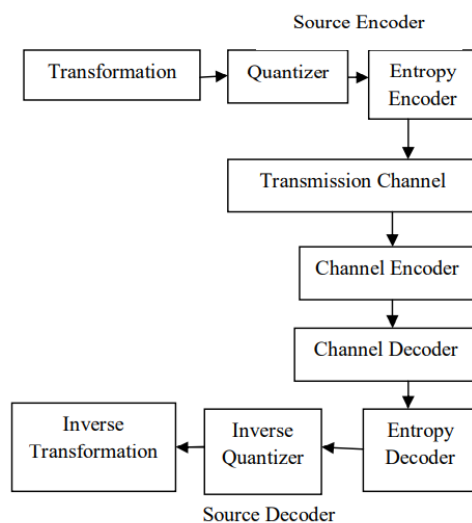 Source Encoder
Transformation
Quantizer
Entropy
Encoder
Transmission Channel
Channel Encoder
Channel Decoder
Inverse
Transformation
Inverse
Quantizer
Entropy
Decoder
Source Decoder